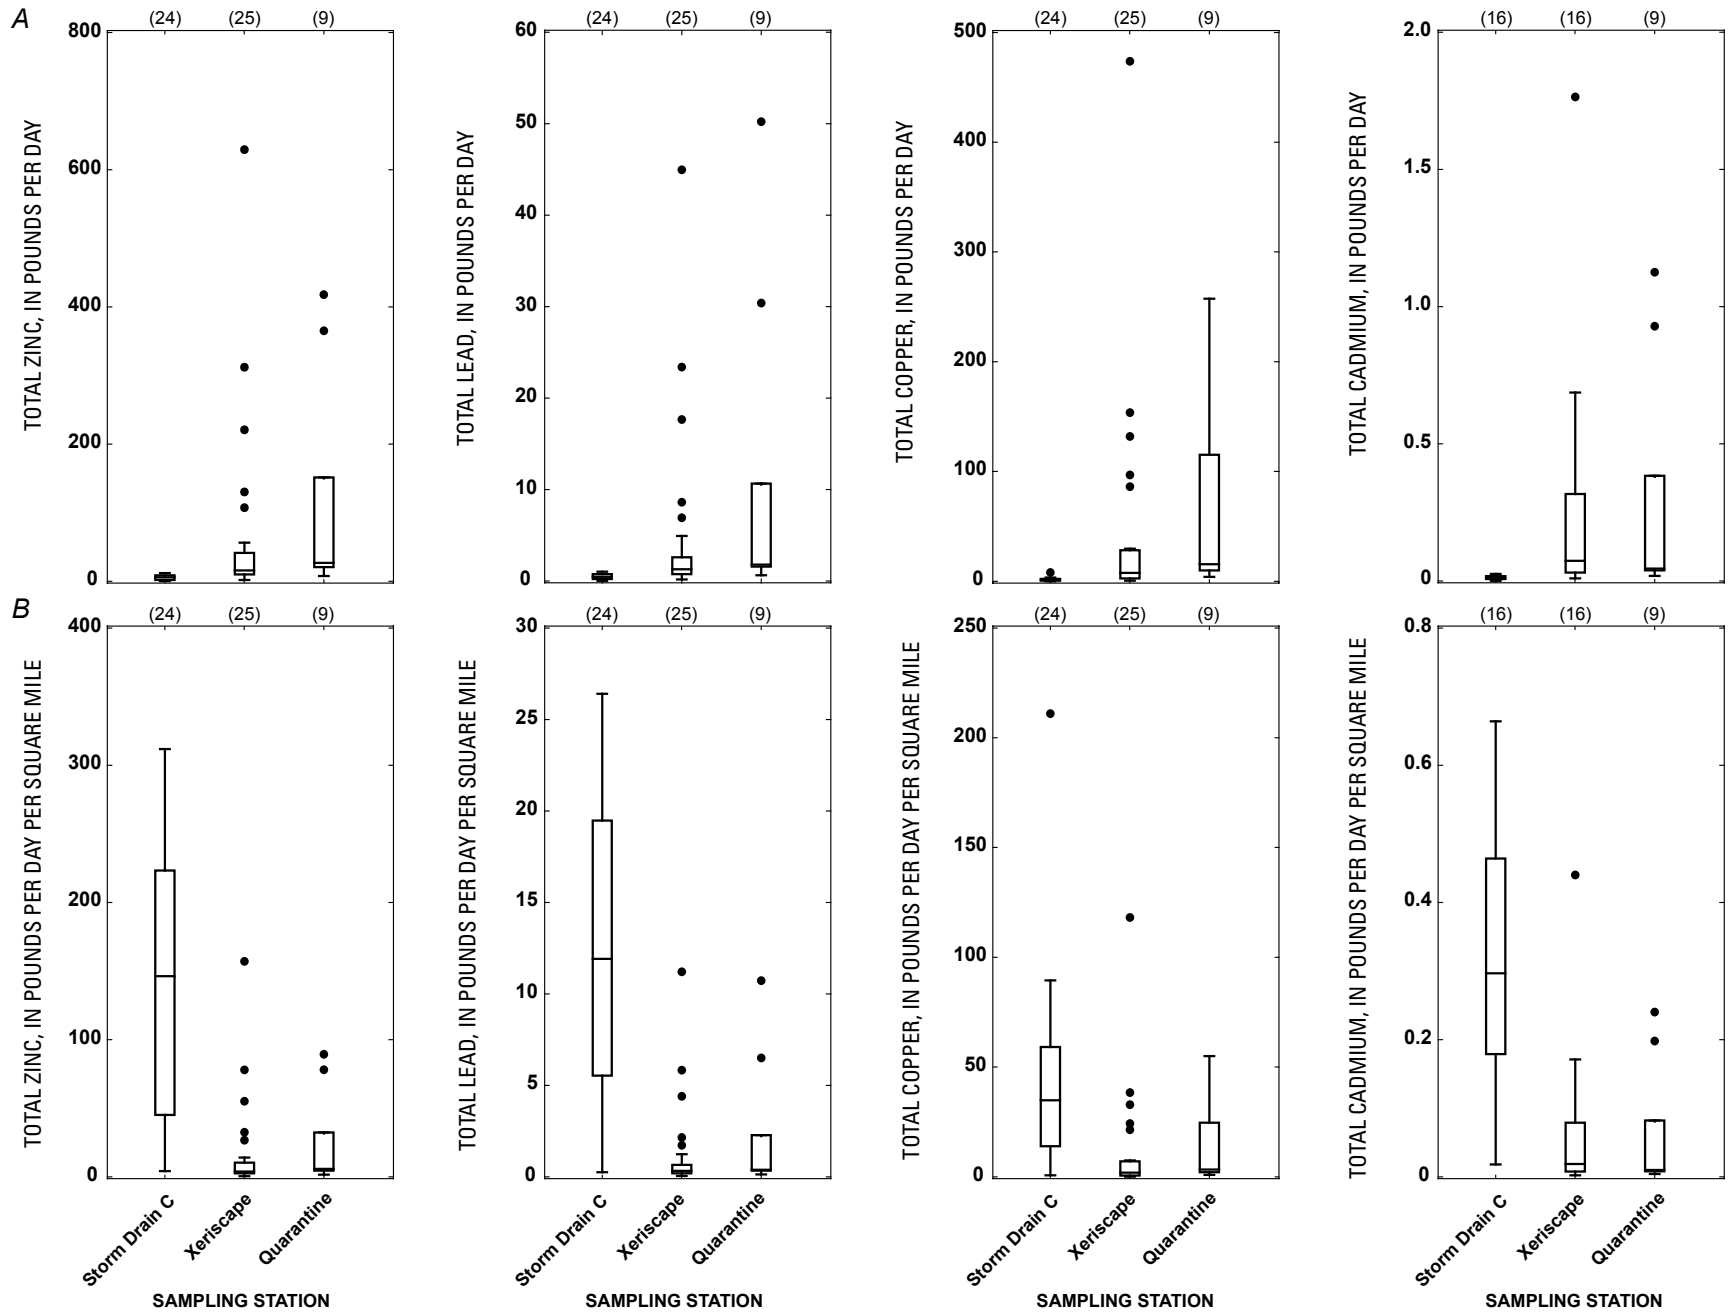 A
(24) (25) (9)
800
600
400
200
0
TOTAL ZINC, IN POUNDS PER DAY
(24) (25) (9)
60
50
40
30
20
10
0
TOTAL LEAD, IN POUNDS PER DAY
(24) (25) (9)
500
400
300
200
100
0
TOTAL COPPER, IN POUNDS PER DAY
(16) (16) (9)
2.0
1.5
1.0
0.5
0
TOTAL CADMIUM, IN POUNDS PER DAY
B
(24) (25) (9)
400
300
200
100
0
TOTAL ZINC, IN POUNDS PER DAY PER SQUARE MILE
Storm Drain C
Xeriscape
Quarantine
SAMPLING STATION
(24) (25) (9)
30
25
20
15
10
5
0
TOTAL LEAD, IN POUNDS PER DAY PER SQUARE MILE
Storm Drain C
Xeriscape
Quarantine
SAMPLING STATION
(24) (25) (9)
250
200
150
100
50
0
TOTAL COPPER, IN POUNDS PER DAY PER SQUARE MILE
Storm Drain C
Xeriscape
Quarantine
SAMPLING STATION
(16) (16) (9)
0.8
0.6
0.4
0.2
0
TOTAL CADMIUM, IN POUNDS PER DAY PER SQUARE MILE
Storm Drain C
Xeriscape
Quarantine
SAMPLING STATION